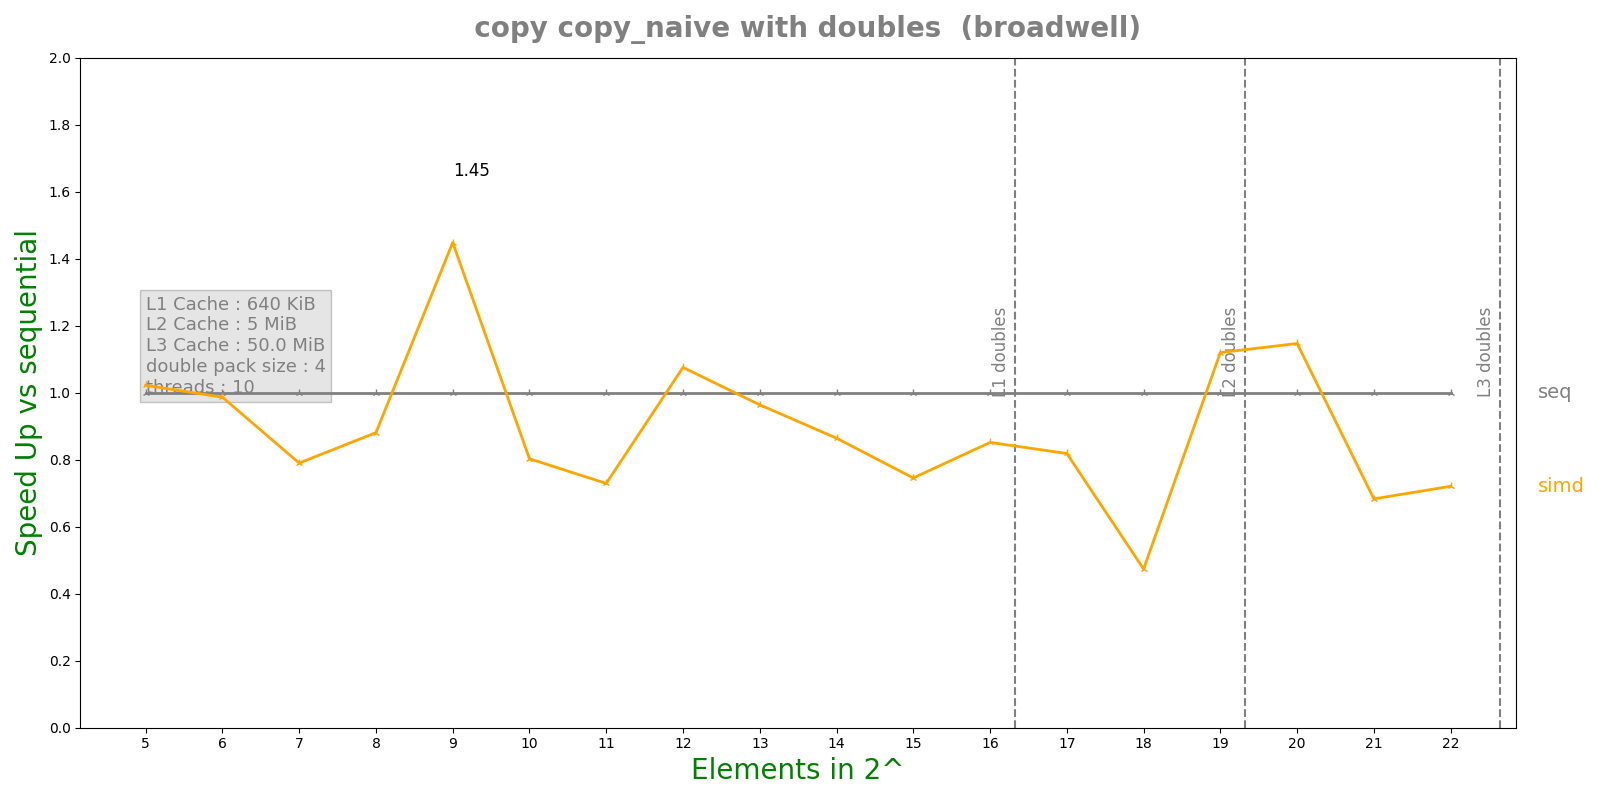 copy copy_naive with doubles (broadwell)
Speed Up vs sequential
2.0
1.8
1.6
1.4
1.2
1.0
0.8
0.6
0.4
0.2
0.0
1.45
L1 Cache : 640 KiB
L2 Cache : 5 MiB
L3 Cache : 50.0 MiB
double pack size : 4
threads : 10
L1 doubles
L2 doubles
L3 doubles
seq
simd
5 6 7 8 9 10 11 12 13 14 15 16 17 18 19 20 21 22
Elements in 2^